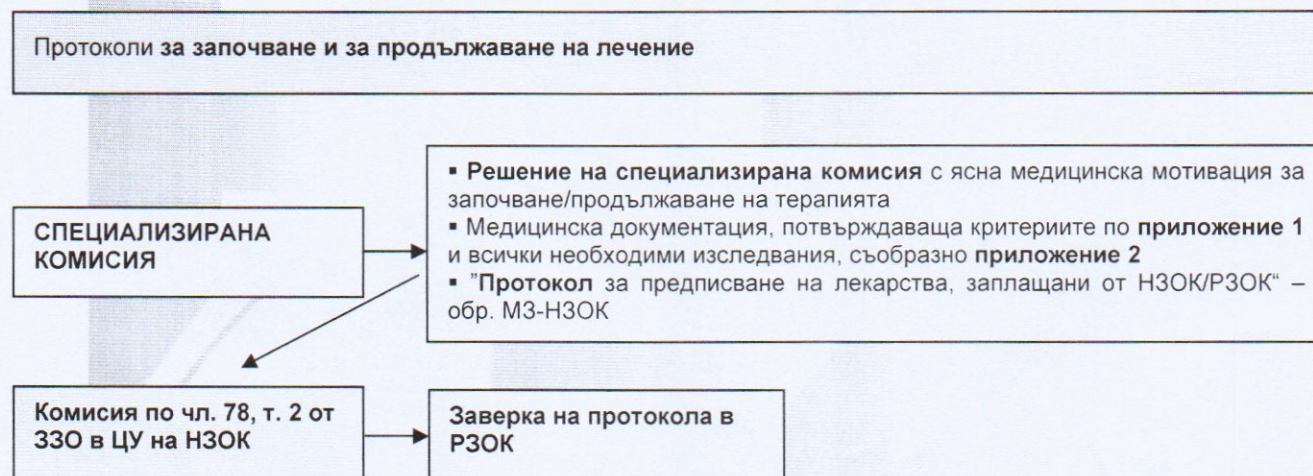 Протоколи за започване и за продължаване на лечение
СПЕЦИАЛИЗИРАНА
КОМИСИЯ
▪ Решение на специализирана комисия с ясна медицинска мотивация за
започване/продължаване на терапията
▪ Медицинска документация, потвърждаваща критериите по приложение 1
и всички необходими изследвания, съобразно приложение 2
▪ "Протокол за предписване на лекарства, заплащани от НЗОК/РЗОК“ –
обр. МЗ-НЗОК
Комисия по чл. 78, т. 2 от
ЗЗО в ЦУ на НЗОК
Заверка на протокола в
РЗОК